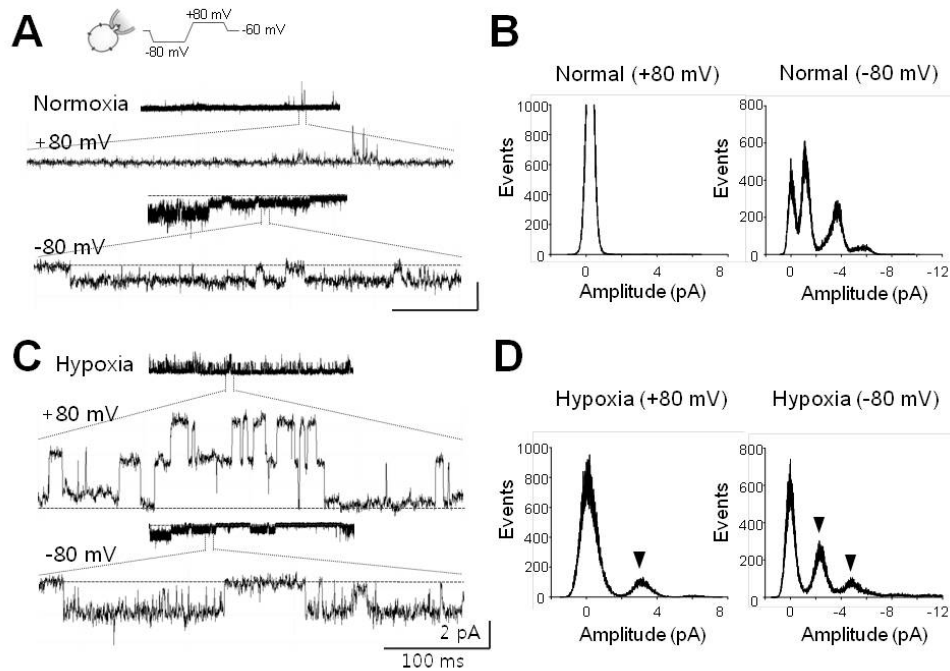 A
+80 mV
-60 mV
-80 mV
Normoxia
+80 mV
-80 mV
B
Normal (+80 mV)
Normal (-80 mV)
Events
1000
800
600
400
200
0
0
4
8
Amplitude (pA)
Events
800
600
400
200
0
0
-4
-8
-12
Amplitude (pA)
C
Hypoxia
+80 mV
-80 mV
2 pA
100 ms
D
Hypoxia (+80 mV)
Hypoxia (-80 mV)
Events
1000
800
600
400
200
0
0
4
8
Amplitude (pA)
Events
1000
800
600
400
200
0
0
-4
-8
-12
Amplitude (pA)